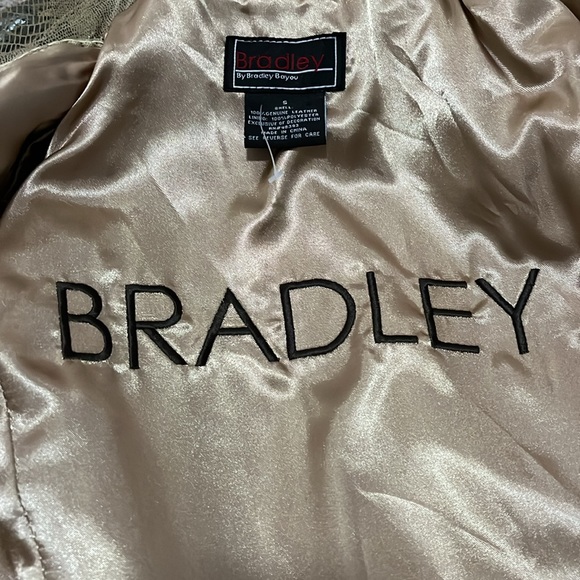 Bradley
By Bradley Bayou
S
SHELL:
100% GENUINE LEATHER
LINING: 100% POLYESTER
EXCLUSIVE OF DECORATION
MADE IN CHINA
SEE REVERSE FOR CARE
BRADLEY